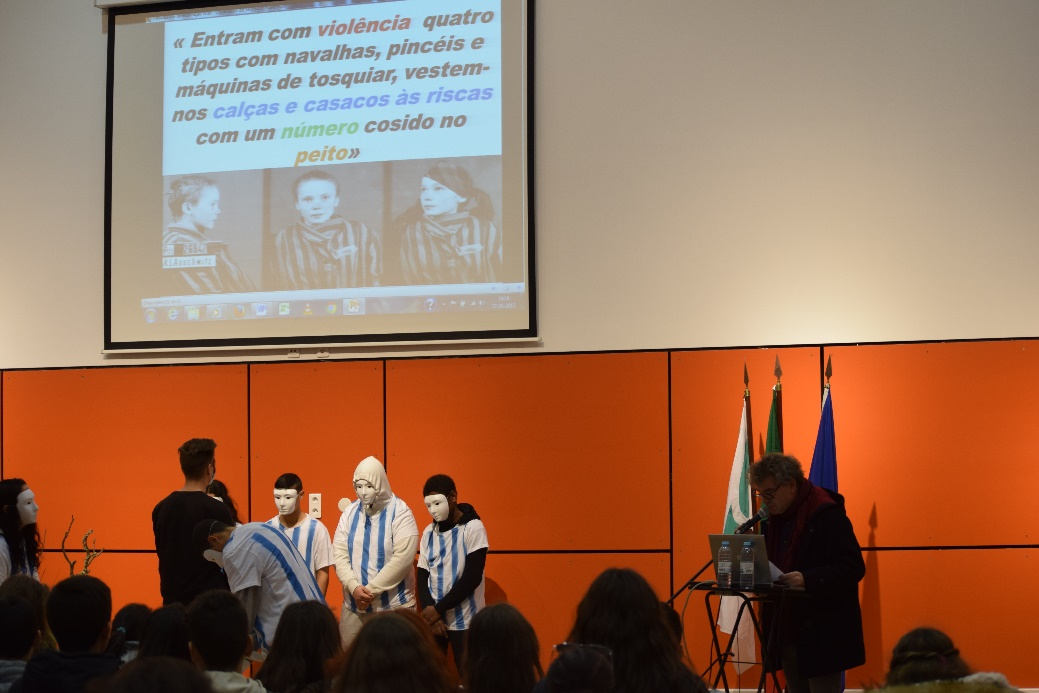 « Entram com violência quatro
tipos com navalhas, pincéis e
máquinas de tosquiar, vestem-
nos calças e casacos às riscas
com um número cosido no
peito»